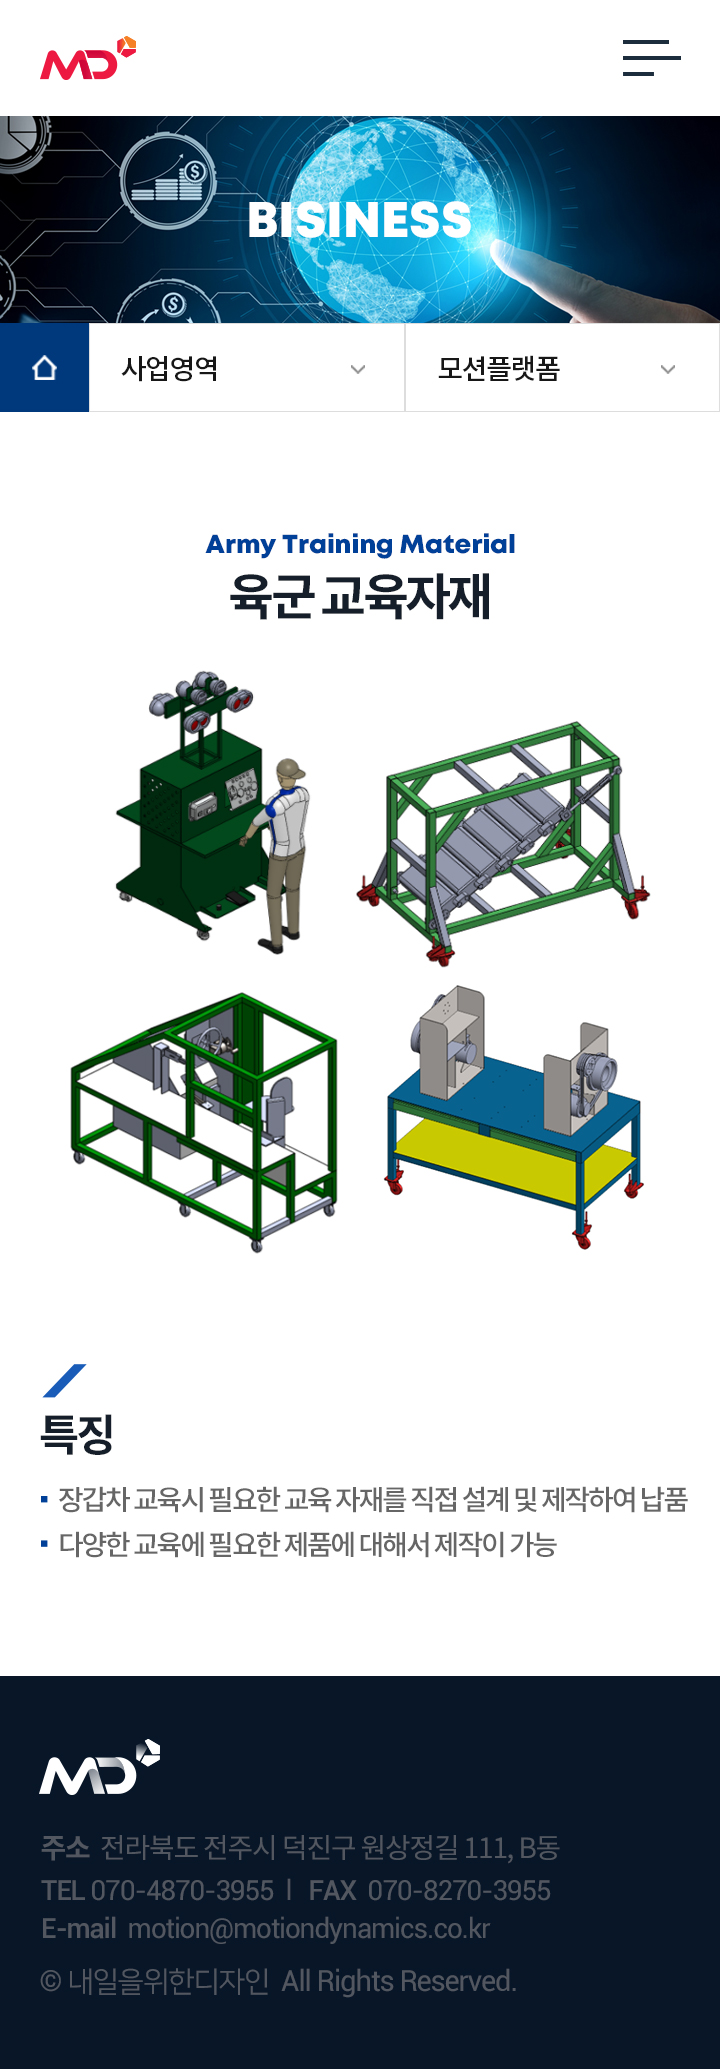 MD
BISINESS
사업영역
모션플랫폼
Army Training Material
육군 교육자재
특징
장갑차 교육시 필요한 교육 자재를 직접 설계 및 제작하여 납품
다양한 교육에 필요한 제품에 대해서 제작이 가능
MD
주소 전라북도 전주시 덕진구 원상정길 111, B동
TEL 070-4870-3955 | FAX 070-8270-3955
E-mail motion@motiondynamics.co.kr
© 내일을위한디자인 All Rights Reserved.